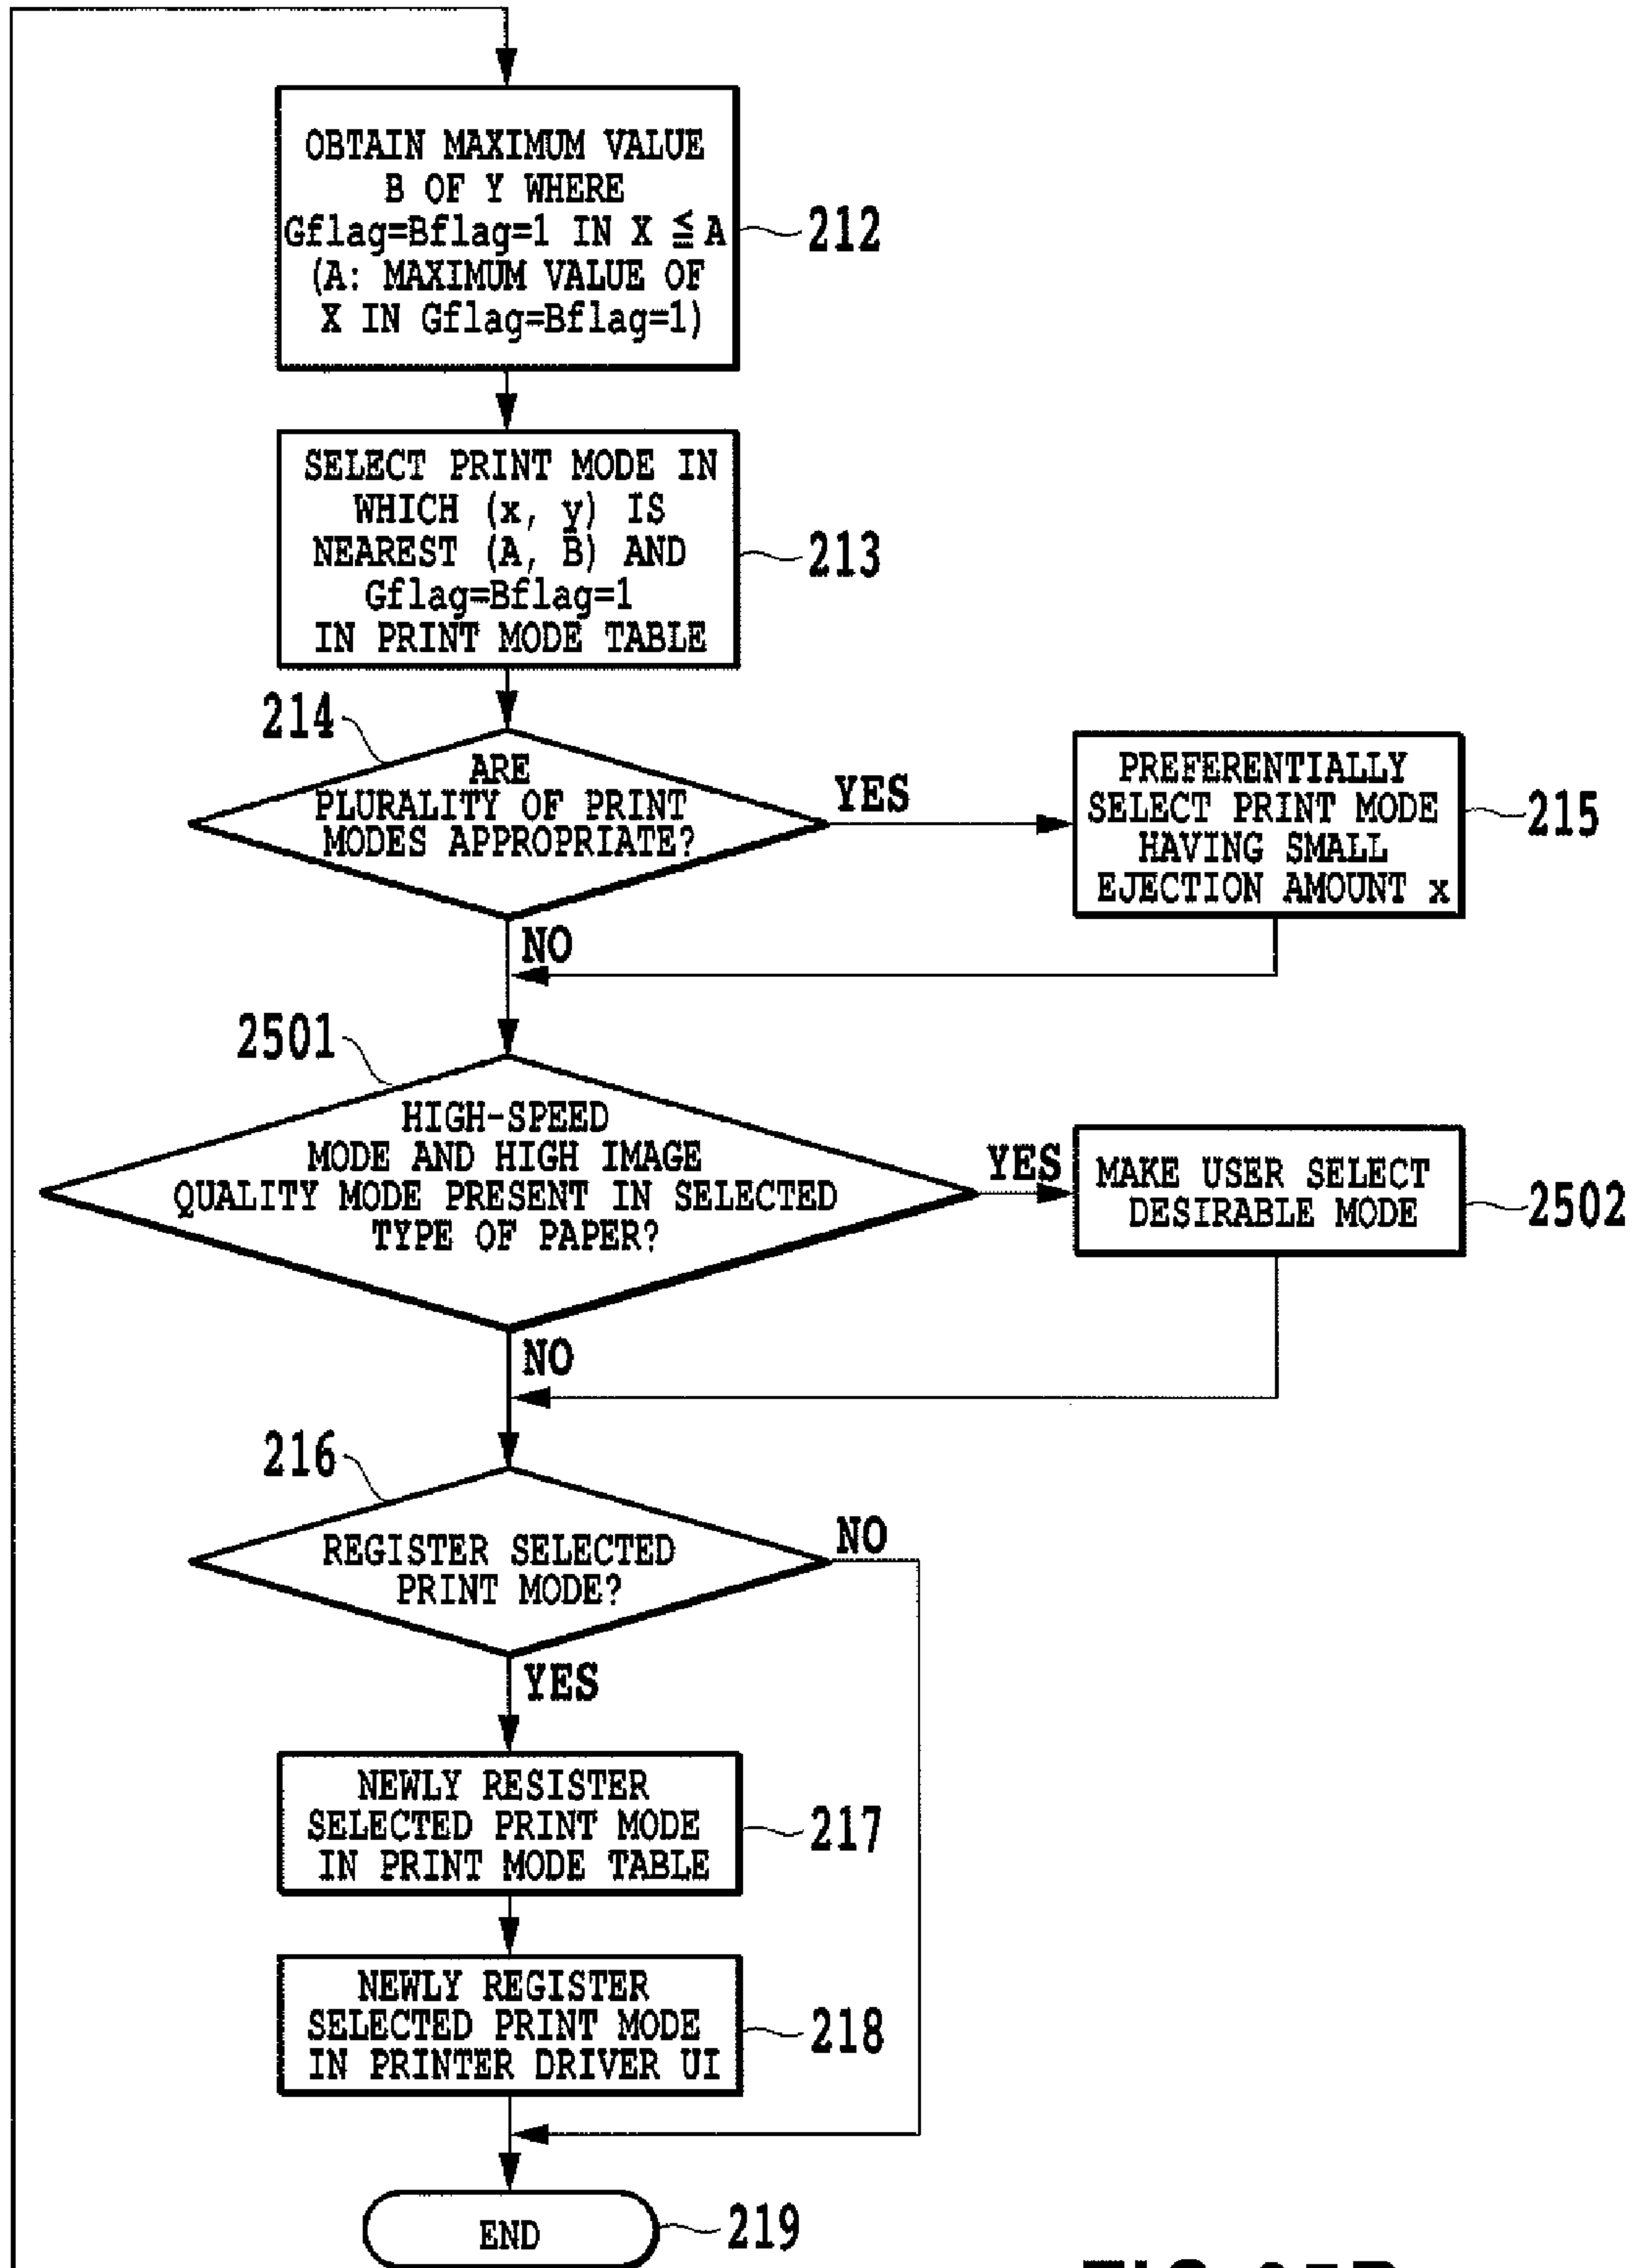 OBTAIN MAXIMUM VALUE
B OF Y WHERE
Gflag=Bflag=1 IN X ≦ A
(A: MAXIMUM VALUE OF
X IN Gflag=Bflag=1)
212
SELECT PRINT MODE IN
WHICH (x, y) IS
NEAREST (A, B) AND
Gflag=Bflag=1
IN PRINT MODE TABLE
213
214
ARE
PLURALITY OF PRINT
MODES APPROPRIATE?
YES
PREFERENTIALLY
SELECT PRINT MODE
HAVING SMALL
EJECTION AMOUNT x
215
NO
2501
HIGH-SPEED
MODE AND HIGH IMAGE
QUALITY MODE PRESENT IN SELECTED
TYPE OF PAPER?
YES
MAKE USER SELECT
DESIRABLE MODE
2502
NO
216
REGISTER SELECTED
PRINT MODE?
NO
YES
NEWLY RESISTER
SELECTED PRINT MODE
IN PRINT MODE TABLE
217
NEWLY REGISTER
SELECTED PRINT MODE
IN PRINTER DRIVER UI
218
END
219